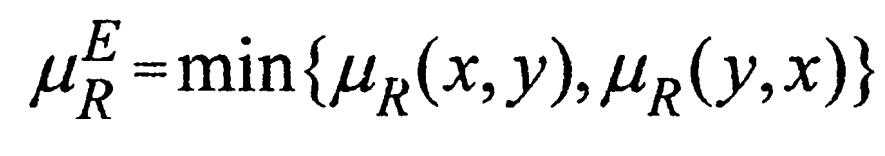 μ_R^E = min{μ_R(x, y), μ_R(y, x)}